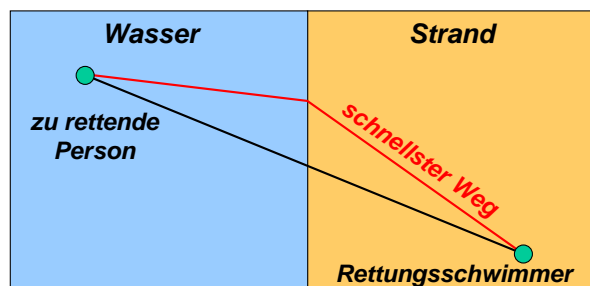 Wasser
Strand
zu rettende
Person
schnellster Weg
Rettungsschwimmer